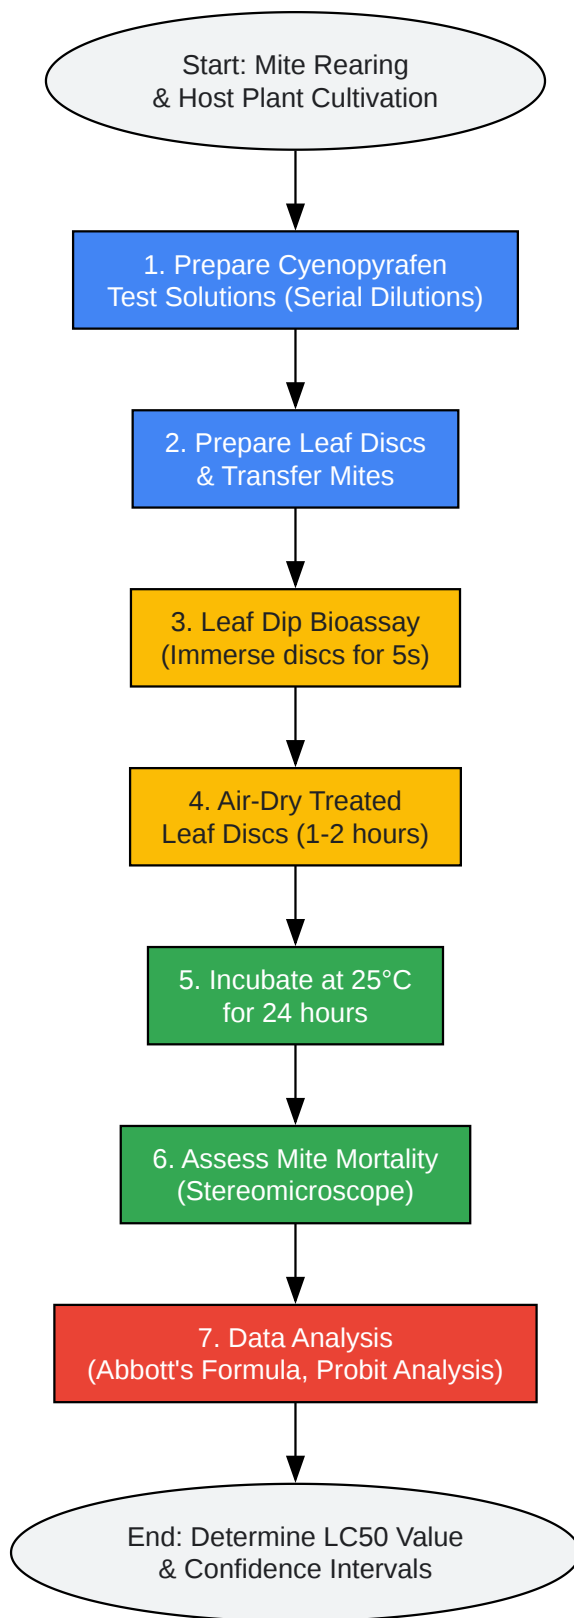 Start: Mite Rearing
& Host Plant Cultivation
1. Prepare Cyenopyrafen
Test Solutions (Serial Dilutions)
2. Prepare Leaf Discs
& Transfer Mites
3. Leaf Dip Bioassay
(Immerse discs for 5s)
4. Air-Dry Treated
Leaf Discs (1-2 hours)
5. Incubate at 25°C
for 24 hours
6. Assess Mite Mortality
(Stereomicroscope)
7. Data Analysis
(Abbott's Formula, Probit Analysis)
End: Determine LC50 Value
& Confidence Intervals